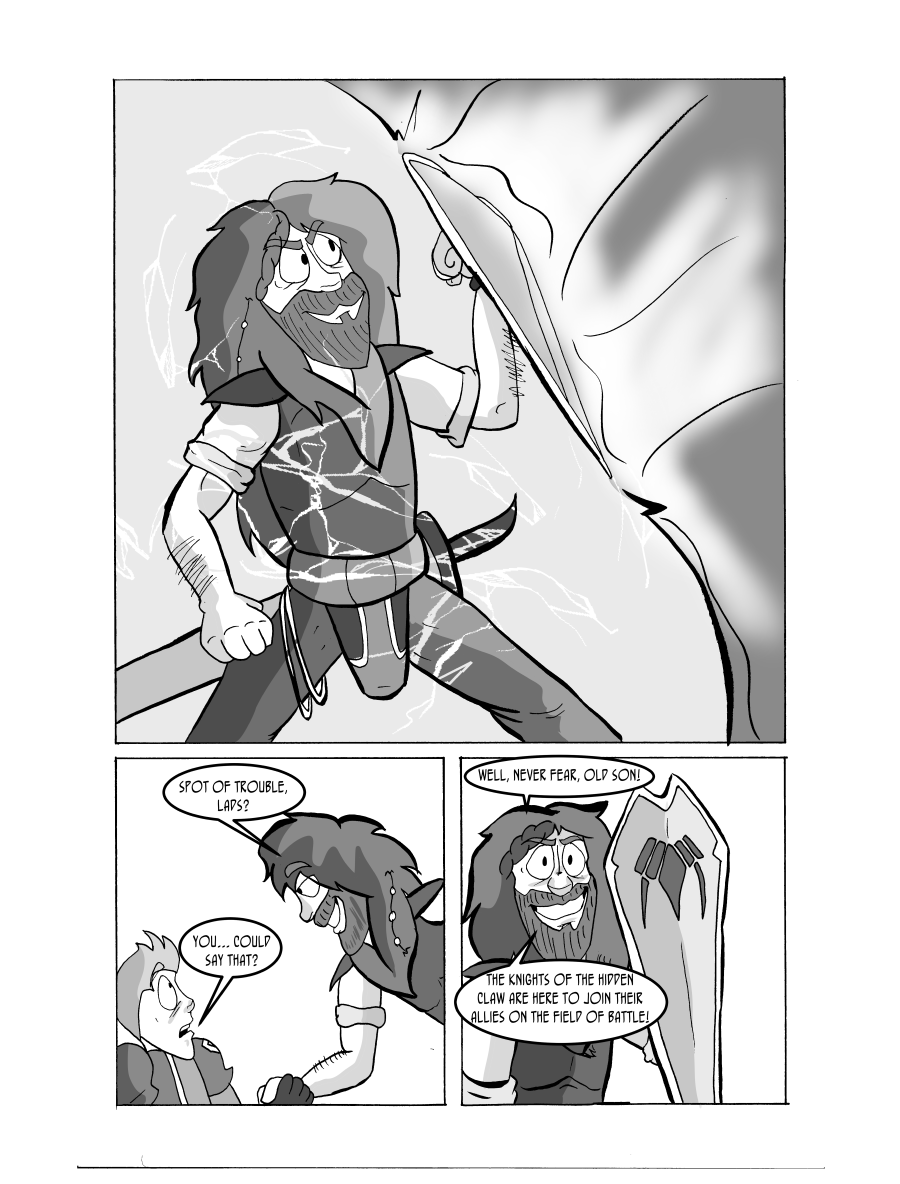 SPOT OF TROUBLE,
LADS?
YOU... COULD
SAY THAT?
WELL, NEVER FEAR, OLD SON!
THE KNIGHTS OF THE HIDDEN
CLAW ARE HERE TO JOIN THEIR
ALLIES ON THE FIELD OF BATTLE!